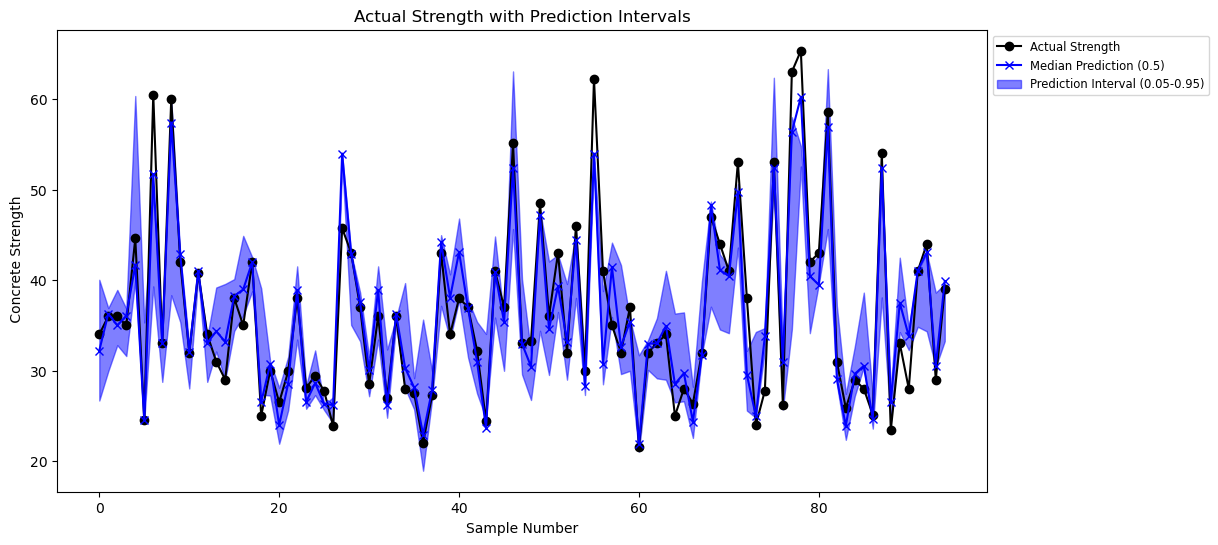 Actual Strength with Prediction Intervals
Actual Strength
Median Prediction (0.5)
Prediction Interval (0.05-0.95)
Concrete Strength
60
50
40
30
20
0
20
40
60
80
Sample Number